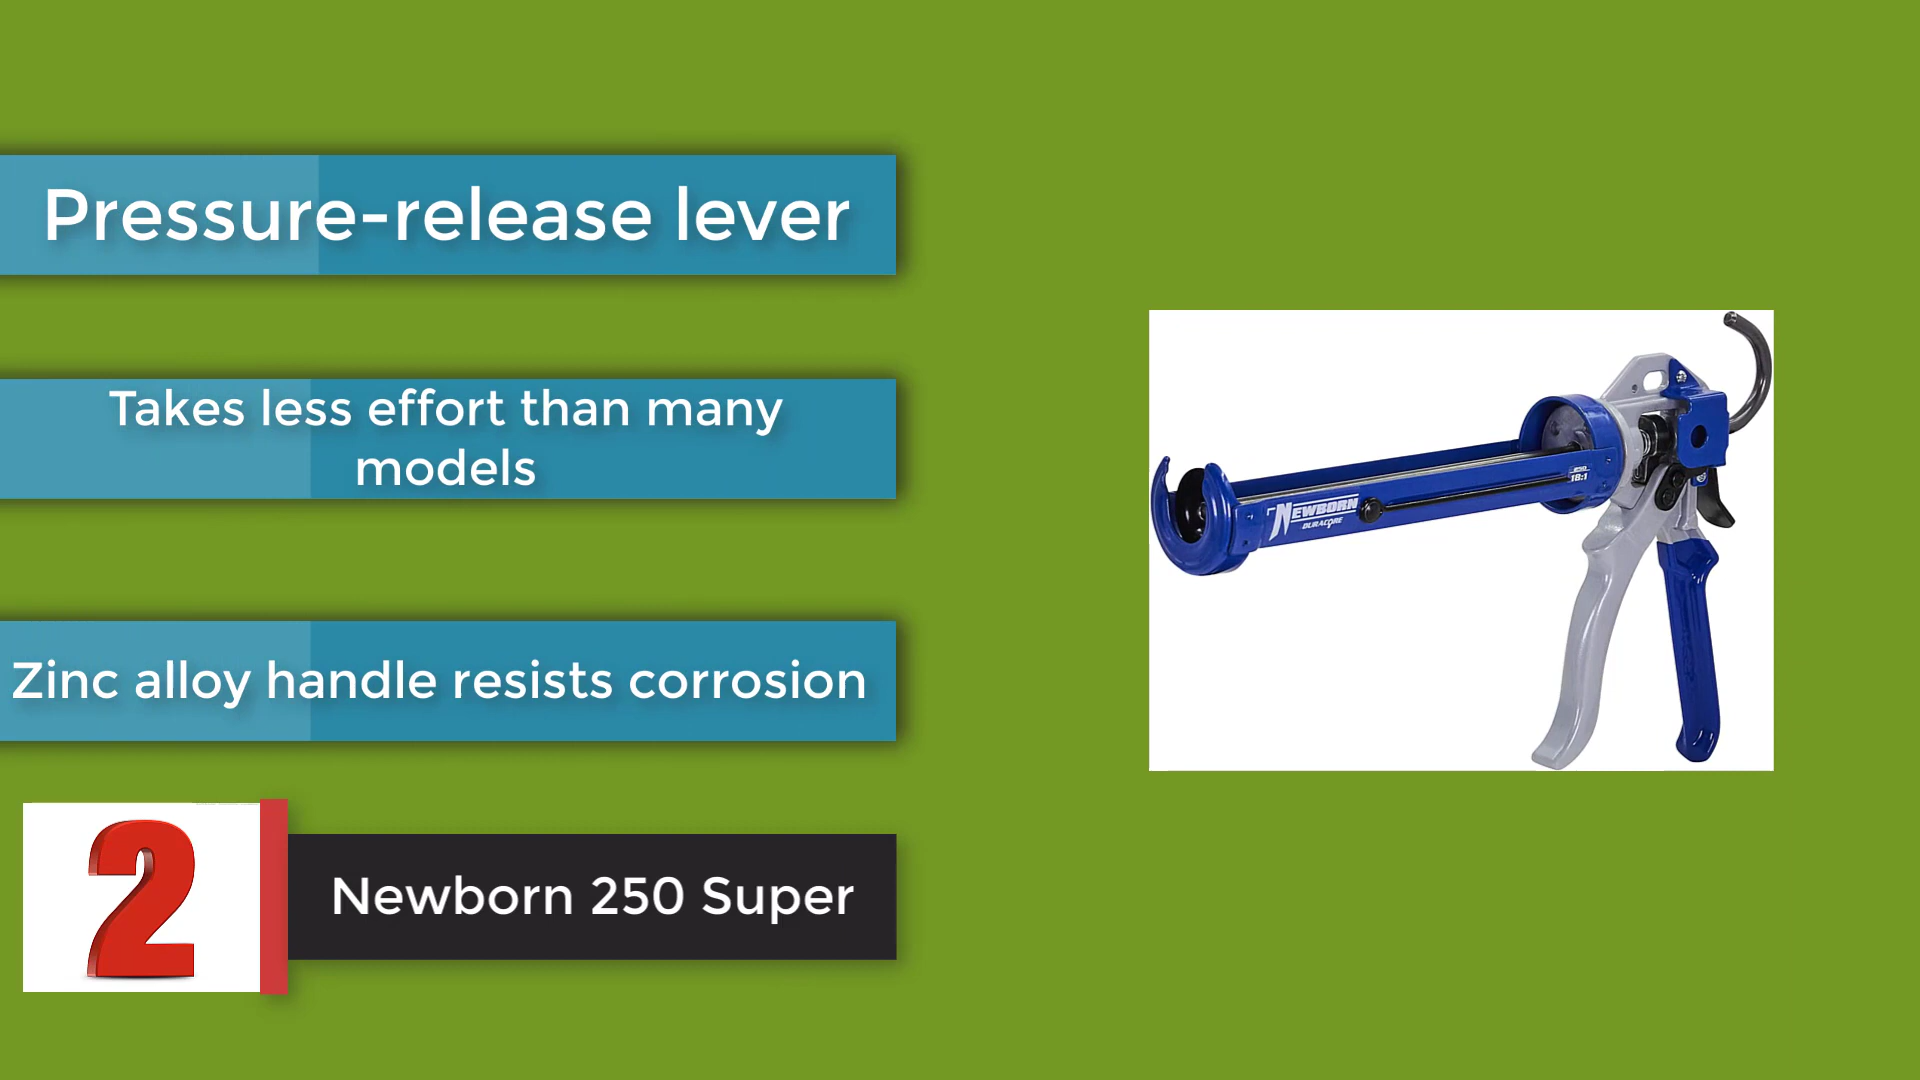 Pressure-release lever
Takes less effort than many
models
Zinc alloy handle resists corrosion
2
Newborn 250 Super
NEWBORN
DURACORE
250
18:1